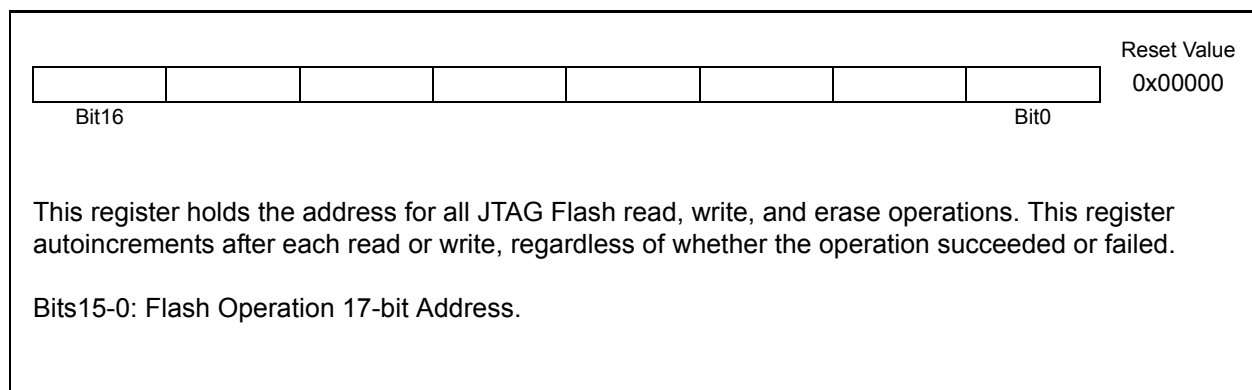 Reset Value
0x00000
Bit16 Bit0
This register holds the address for all JTAG Flash read, write, and erase operations. This register
autoincrements after each read or write, regardless of whether the operation succeeded or failed.
Bits15-0: Flash Operation 17-bit Address.